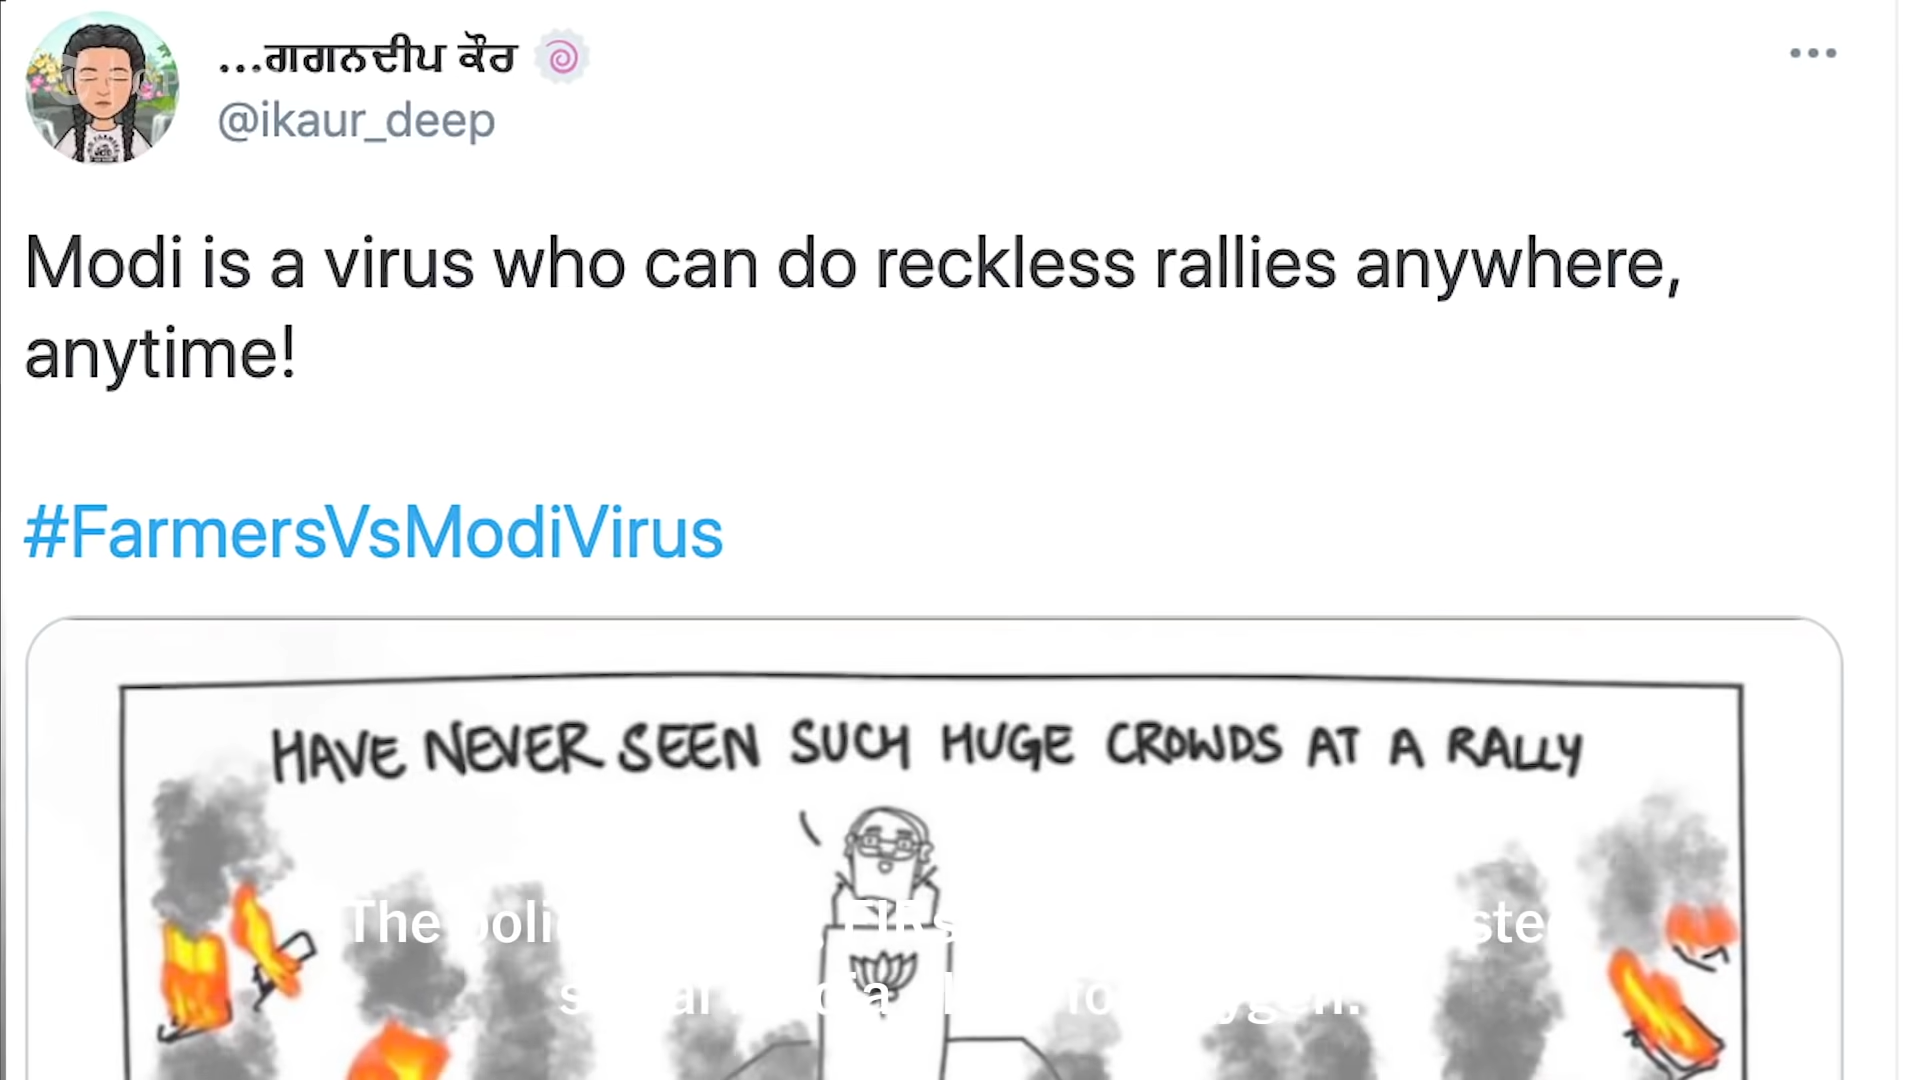 ...ਗਗਨਦੀਪ ਕੌਰ
@ikaur_deep
Modi is a virus who can do reckless rallies anywhere,
anytime!
#FarmersVsModiVirus
HAVE NEVER SEEN SUCH HUGE CROWDS AT A RALLY
The